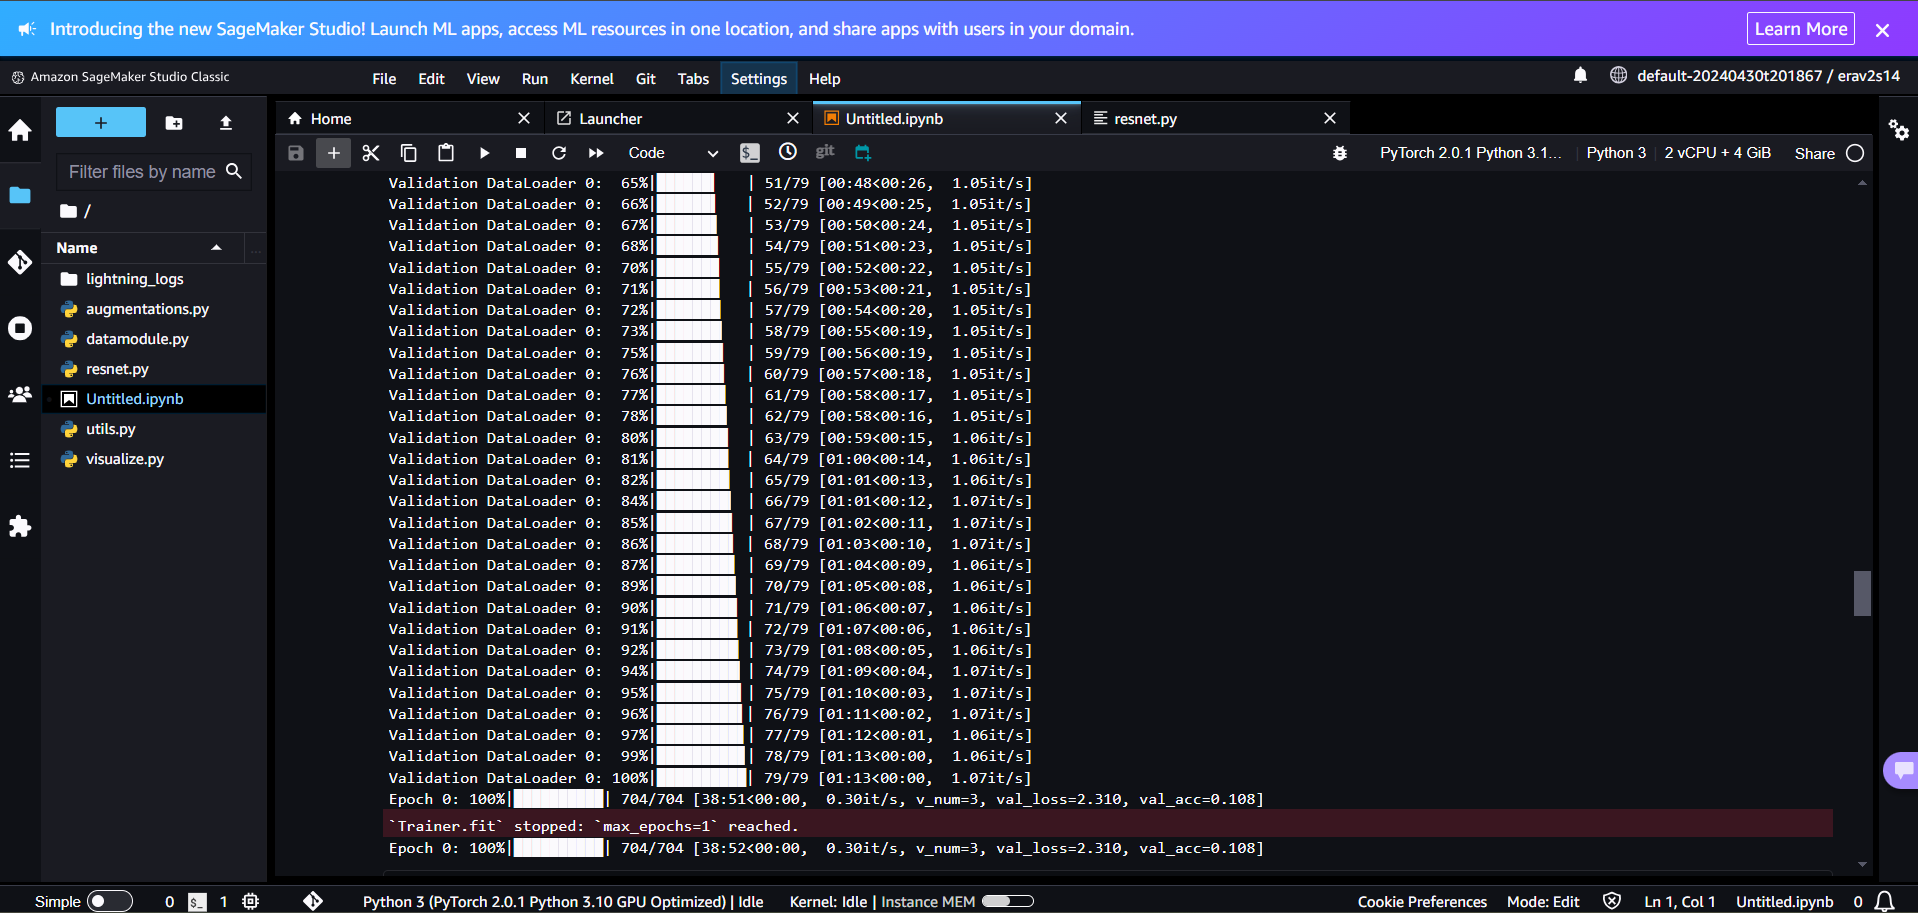 Introducing the new SageMaker Studio! Launch ML apps, access ML resources in one location, and share apps with users in your domain.
Learn More
Amazon SageMaker Studio Classic
File Edit View Run Kernel Git Tabs Settings Help
default-20240430t201867 / erav2s14
Home
Launcher
Untitled.ipynb
resnet.py
Code
git
PyTorch 2.0.1 Python 3.1... Python 3 2 vCPU + 4 GiB Share
Filter files by name
/
Name
lightning_logs
augmentations.py
datamodule.py
resnet.py
Untitled.ipynb
utils.py
visualize.py
Validation DataLoader 0:  65%| | 51/79 [00:48<00:26,  1.05it/s]
Validation DataLoader 0:  66%| | 52/79 [00:49<00:25,  1.05it/s]
Validation DataLoader 0:  67%| | 53/79 [00:50<00:24,  1.05it/s]
Validation DataLoader 0:  68%| | 54/79 [00:51<00:23,  1.05it/s]
Validation DataLoader 0:  70%| | 55/79 [00:52<00:22,  1.05it/s]
Validation DataLoader 0:  71%| | 56/79 [00:53<00:21,  1.05it/s]
Validation DataLoader 0:  72%| | 57/79 [00:54<00:20,  1.05it/s]
Validation DataLoader 0:  73%| | 58/79 [00:55<00:19,  1.05it/s]
Validation DataLoader 0:  75%| | 59/79 [00:56<00:19,  1.05it/s]
Validation DataLoader 0:  76%| | 60/79 [00:57<00:18,  1.05it/s]
Validation DataLoader 0:  77%| | 61/79 [00:58<00:17,  1.05it/s]
Validation DataLoader 0:  78%| | 62/79 [00:58<00:16,  1.05it/s]
Validation DataLoader 0:  80%| | 63/79 [00:59<00:15,  1.06it/s]
Validation DataLoader 0:  81%| | 64/79 [01:00<00:14,  1.06it/s]
Validation DataLoader 0:  82%| | 65/79 [01:01<00:13,  1.06it/s]
Validation DataLoader 0:  84%| | 66/79 [01:01<00:12,  1.07it/s]
Validation DataLoader 0:  85%| | 67/79 [01:02<00:11,  1.07it/s]
Validation DataLoader 0:  86%| | 68/79 [01:03<00:10,  1.07it/s]
Validation DataLoader 0:  87%| | 69/79 [01:04<00:09,  1.06it/s]
Validation DataLoader 0:  89%| | 70/79 [01:05<00:08,  1.06it/s]
Validation DataLoader 0:  90%| | 71/79 [01:06<00:07,  1.06it/s]
Validation DataLoader 0:  91%| | 72/79 [01:07<00:06,  1.06it/s]
Validation DataLoader 0:  92%| | 73/79 [01:08<00:05,  1.06it/s]
Validation DataLoader 0:  94%| | 74/79 [01:09<00:04,  1.07it/s]
Validation DataLoader 0:  95%| | 75/79 [01:10<00:03,  1.07it/s]
Validation DataLoader 0:  96%| | 76/79 [01:11<00:02,  1.07it/s]
Validation DataLoader 0:  97%| | 77/79 [01:12<00:01,  1.06it/s]
Validation DataLoader 0:  99%| | 78/79 [01:13<00:00,  1.06it/s]
Validation DataLoader 0: 100%| | 79/79 [01:13<00:00,  1.07it/s]
Epoch 0: 100%| | 704/704 [38:51<00:00,  0.30it/s, v_num=3, val_loss=2.310, val_acc=0.108]
`Trainer.fit` stopped: `max_epochs=1` reached.
Epoch 0: 100%| | 704/704 [38:52<00:00,  0.30it/s, v_num=3, val_loss=2.310, val_acc=0.108]
Simple 0 $_ 1 Python 3 (PyTorch 2.0.1 Python 3.10 GPU Optimized) | Idle Kernel: Idle | Instance MEM Cookie Preferences Mode: Edit Ln 1, Col 1 Untitled.ipynb 0